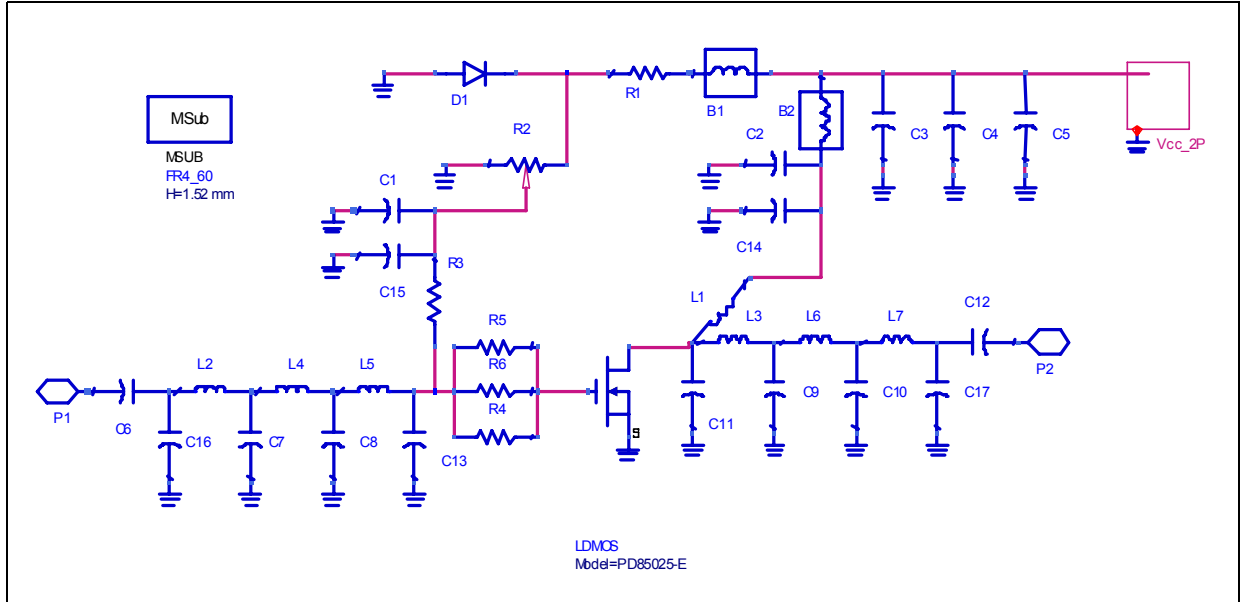 D1
R1
B1
B2
MSub
R2
C2
C3
C4
C5
Vcc_2P
MSUB
FR4_60
H=1.52 mm
C1
C14
R3
C15
L1
C12
R5
L3
L6
L7
L2
L4
L5
R6
P2
P1
C6
R4
C16
C7
C8
C13
C11
C9
C10
C17
S
LDMOS
Model=PD85025-E